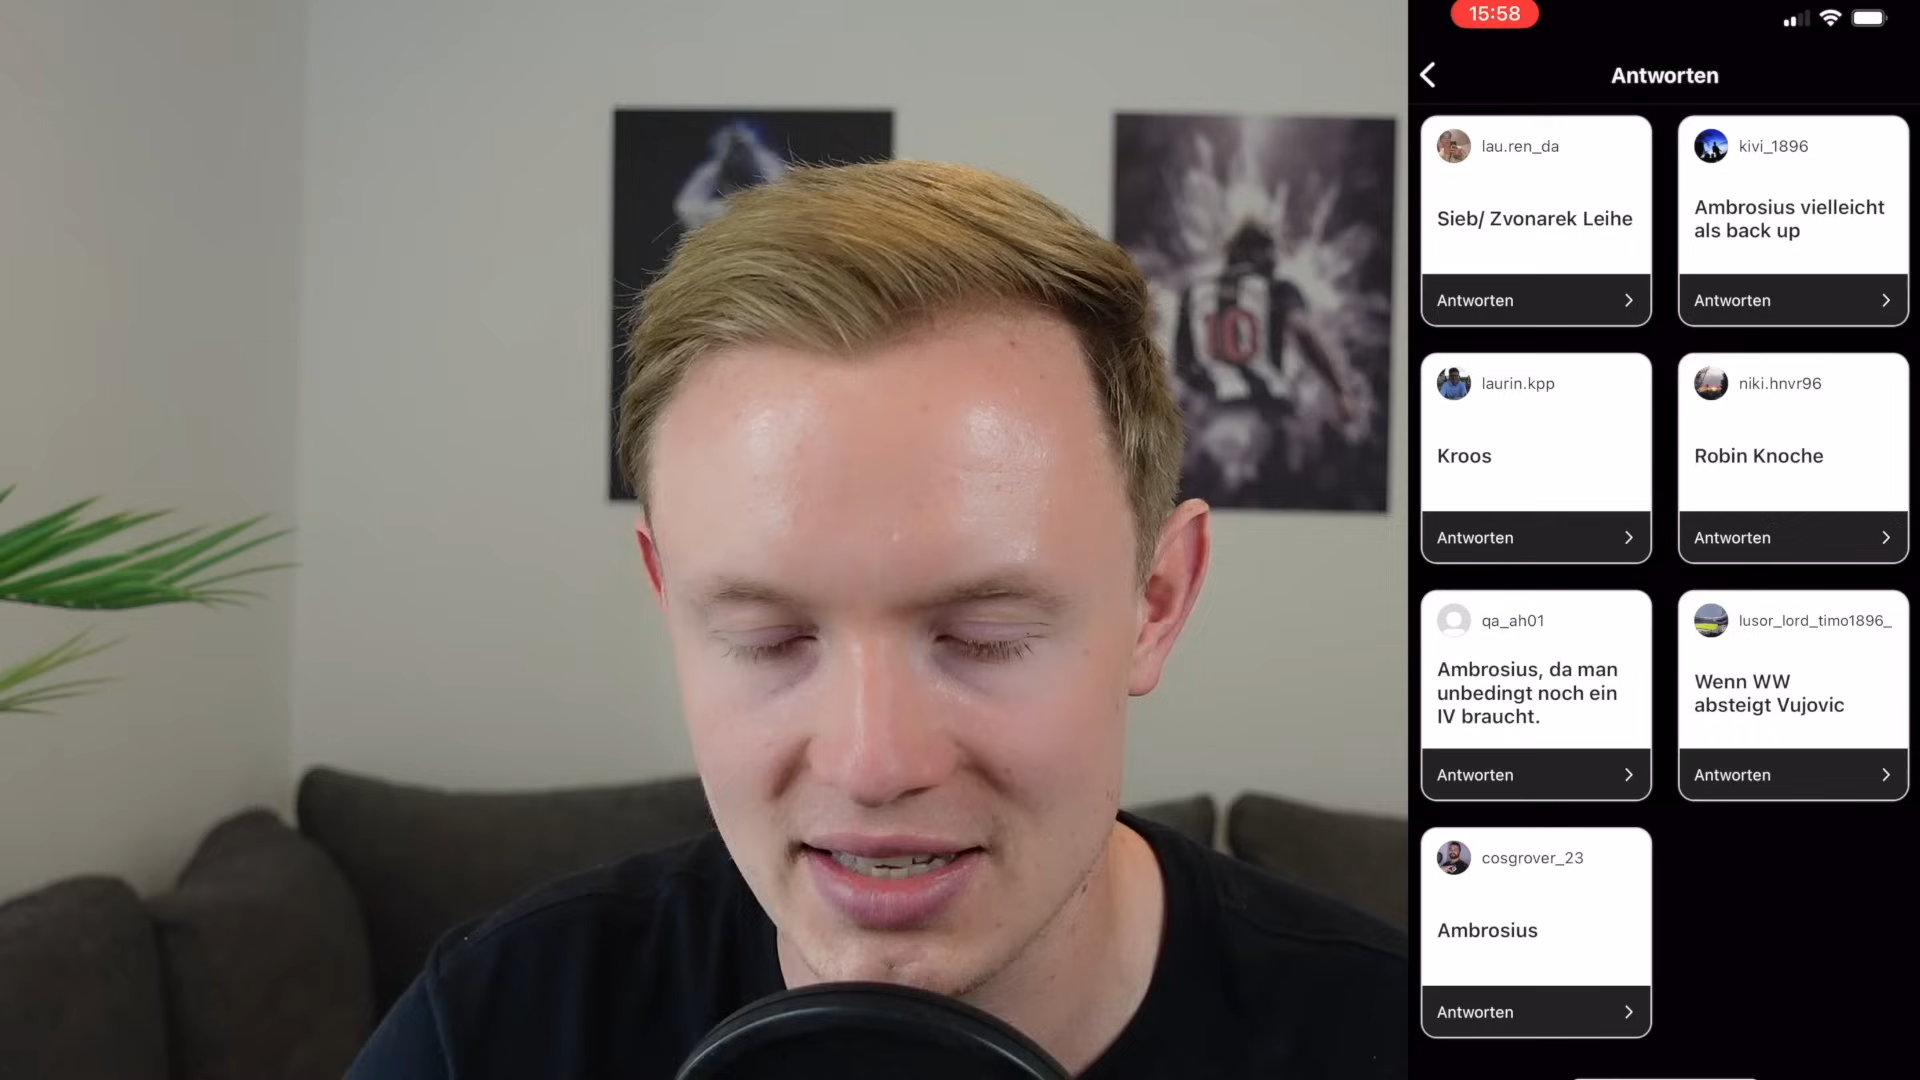 15:58
Antworten
lau.ren_da
Sieb/ Zvonarek Leihe
Antworten
kivi_1896
Ambrosius vielleicht
als back up
Antworten
laurin.kpp
Kroos
Antworten
niki.hnvr96
Robin Knoche
Antworten
qa_ah01
Ambrosius, da man
unbedingt noch ein
IV braucht.
Antworten
lusor_lord_timo1896_
Wenn WW
absteigt Vujovic
Antworten
cosgrover_23
Ambrosius
Antworten
10